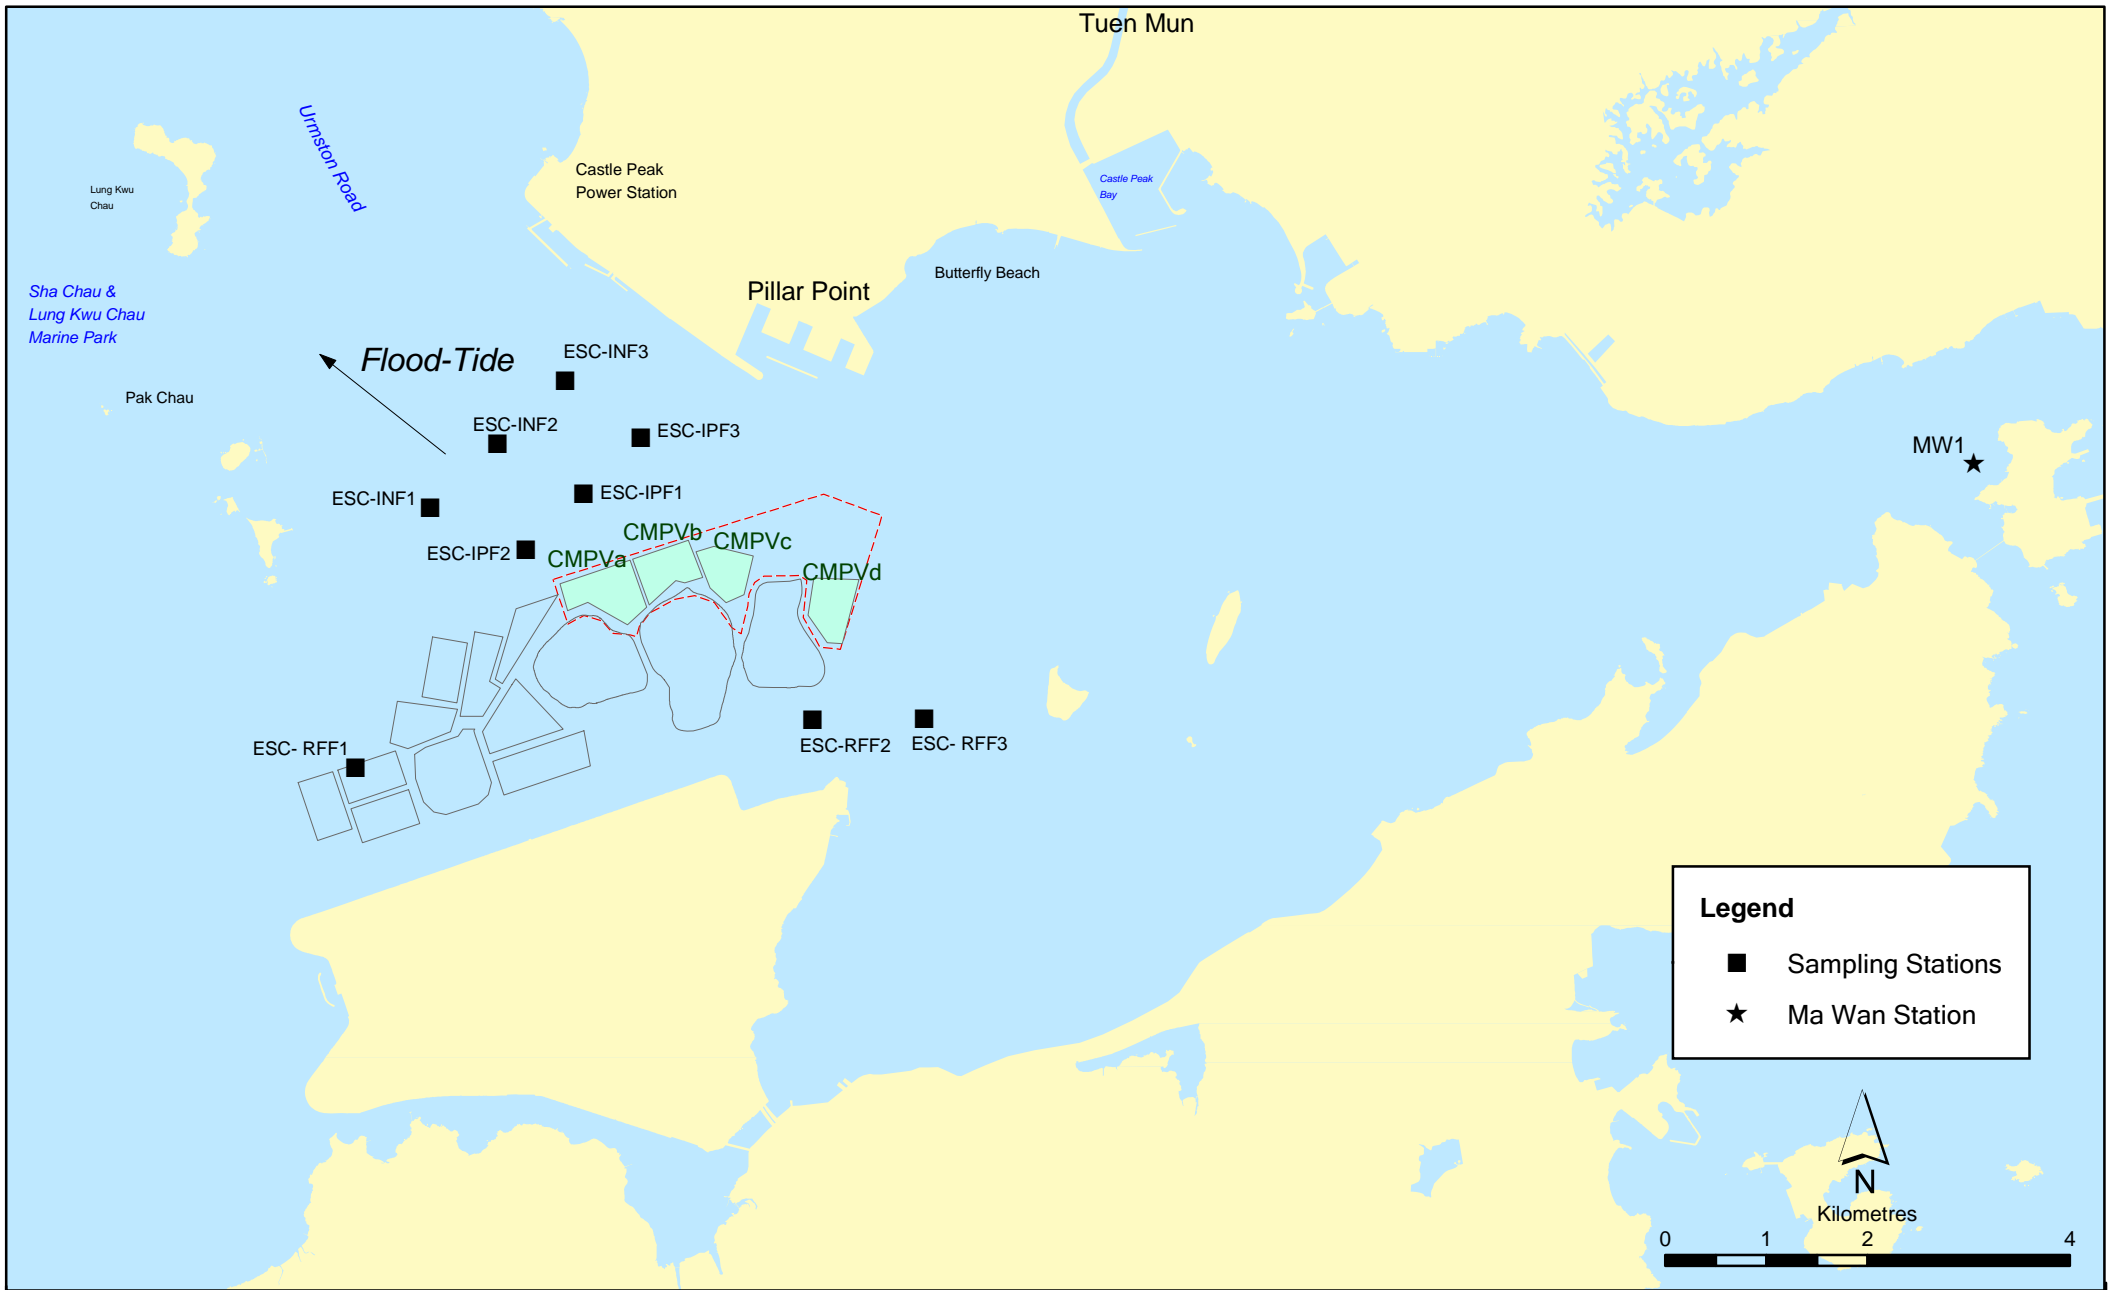 Tuen Mun
Urmston Road
Castle Peak
Power Station
Castle Peak
Bay
Lung Kwu
Chau
Butterfly Beach
Pillar Point
Sha Chau &
Lung Kwu Chau
Marine Park
Flood-Tide
ESC-INF3
Pak Chau
ESC-INF2
ESC-IPF3
MW1
ESC-INF1
ESC-IPF1
CMPVb
CMPVc
ESC-IPF2
CMPVa
CMPVd
ESC- RFF1
ESC-RFF2
ESC- RFF3
Legend
Sampling Stations
Ma Wan Station
N
Kilometres
0 1 2 4